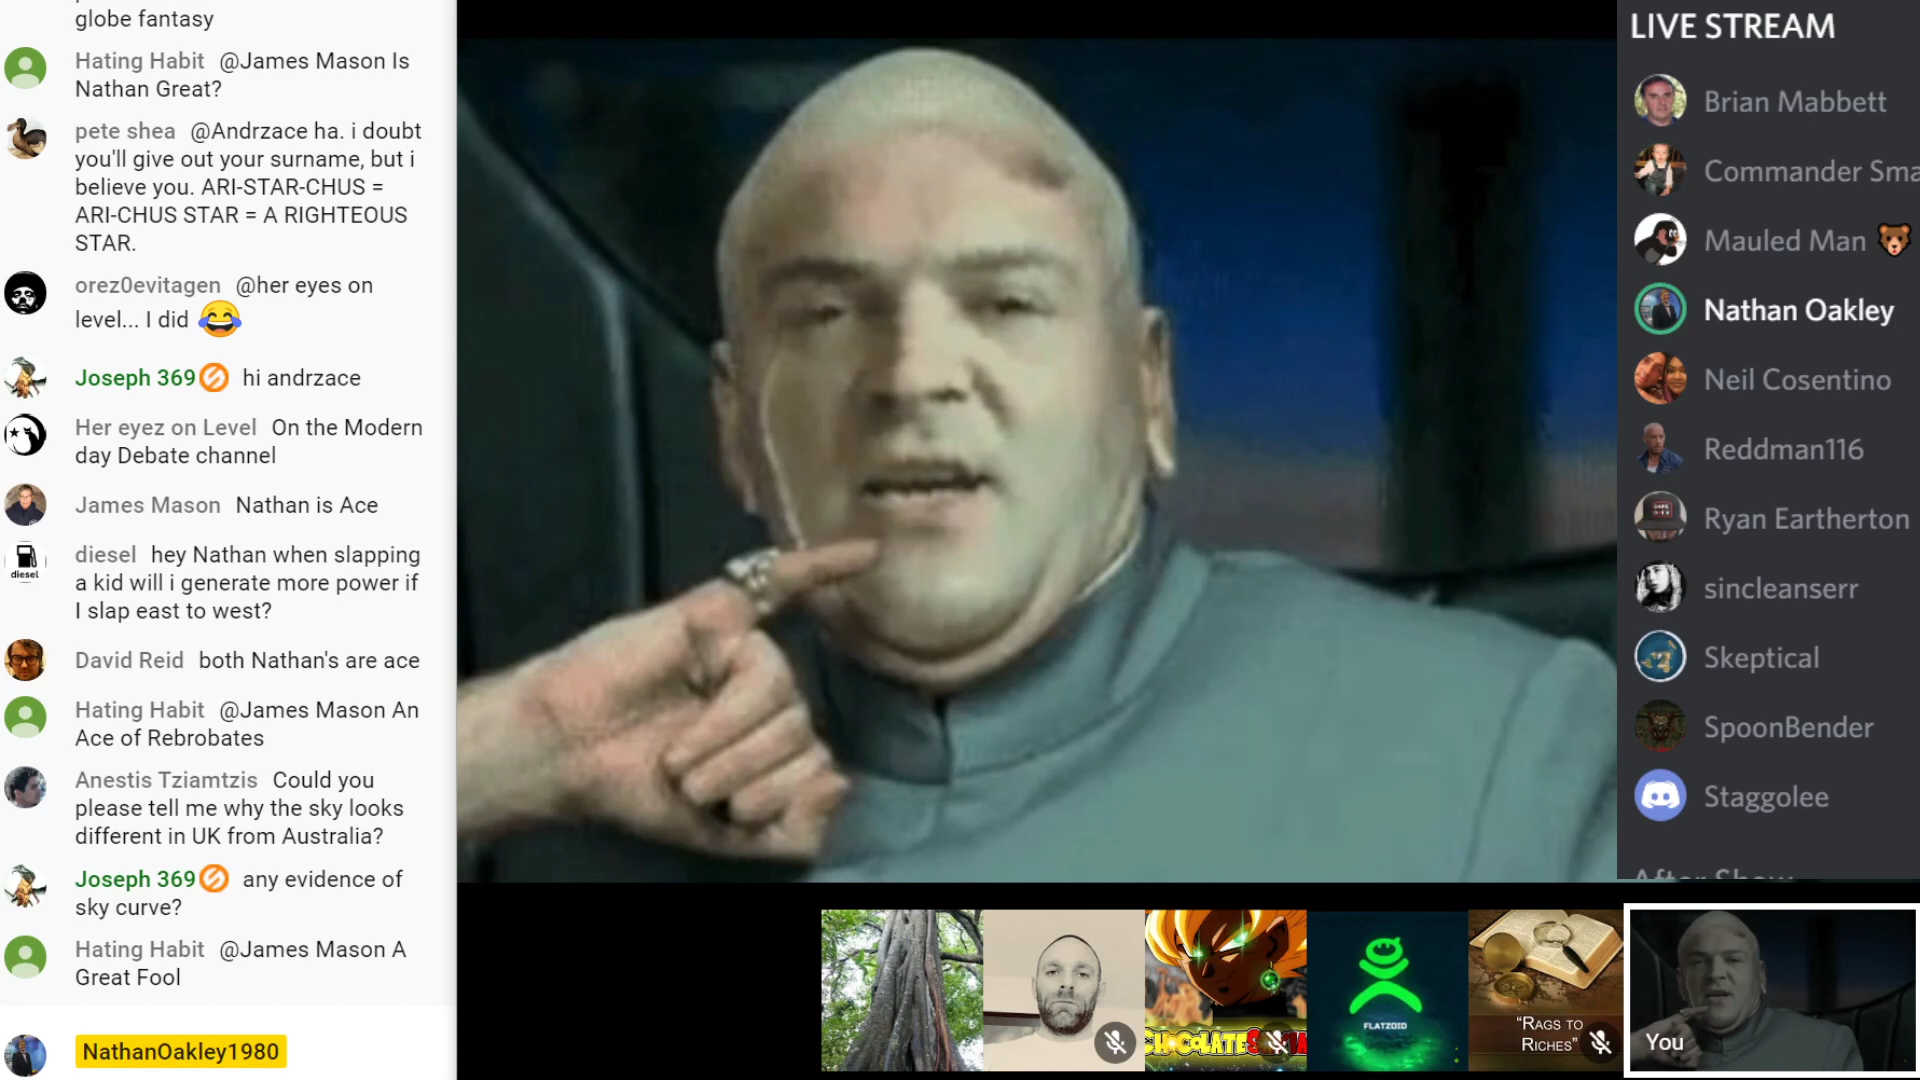 globe fantasy
Hating Habit @James Mason Is
Nathan Great?
pete shea @Andrzace ha. i doubt
you'll give out your surname, but i
believe you. ARI-STAR-CHUS =
ARI-CHUS STAR = A RIGHTEOUS
STAR.
orez0evitagen @her eyes on
level... I did 😂
Joseph 369 hi andrzace
Her eyez on Level On the Modern
day Debate channel
James Mason Nathan is Ace
diesel hey Nathan when slapping
a kid will i generate more power if
I slap east to west?
diesel
David Reid both Nathan's are ace
Hating Habit @James Mason An
Ace of Rebrobates
Anestis Tziamtzis Could you
please tell me why the sky looks
different in UK from Australia?
Joseph 369 any evidence of
sky curve?
Hating Habit @James Mason A
Great Fool
NathanOakley1980
LIVE STREAM
Brian Mabbett
Commander Sma
Mauled Man 🐻
Nathan Oakley
Neil Cosentino
Reddman116
Ryan Eartherton
sincleanserr
Skeptical
SpoonBender
Staggolee
After Show
FLATZOID
"RAGS TO
RICHES"
You